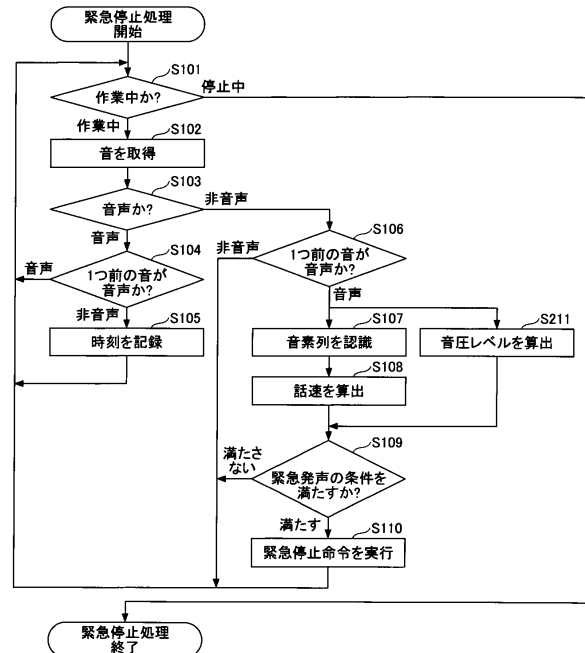 緊急停止処理
開始
S101
作業中か?
停止中
作業中
S102
音を取得
S103
音声か?
非音声
音声
S104
1つ前の音が
音声か?
音声
非音声
S105
時刻を記録
S106
1つ前の音が
音声か?
非音声
音声
S107
音素列を認識
S211
音圧レベルを算出
S108
話速を算出
S109
緊急発声の条件を
満たすか?
満たさ
ない
満たす
S110
緊急停止命令を実行
緊急停止処理
終了